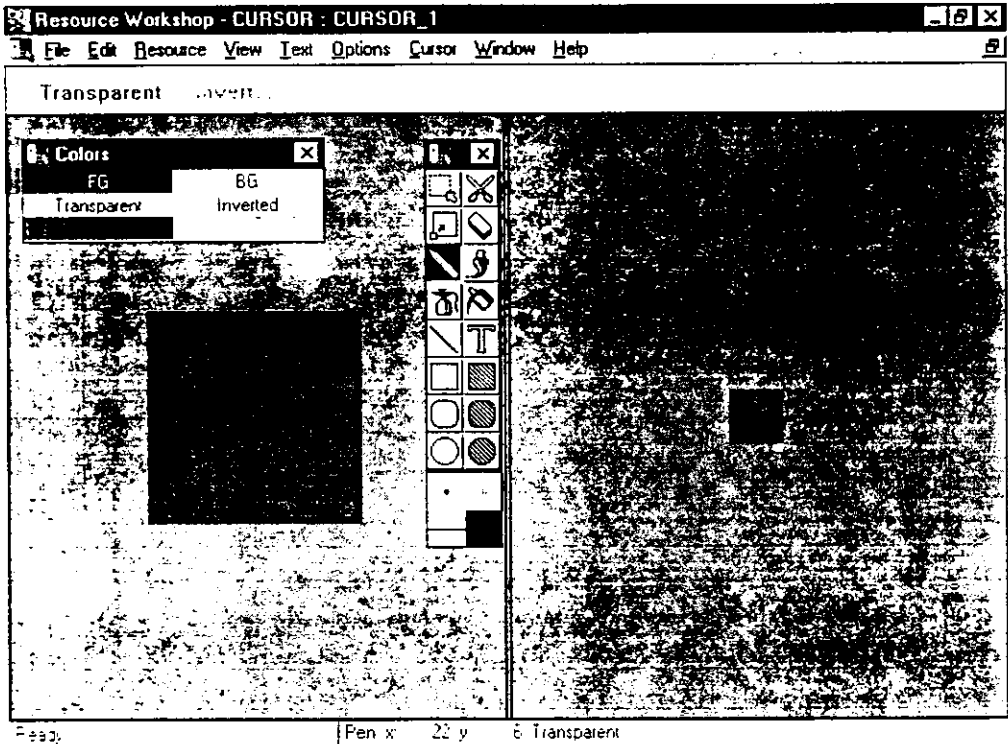 Resource Workshop - CURSOR : CURSOR_1
File Edit Resource View Text Options Cursor Window Help
Transparent
Colors
FG BG
Transparent Inverted
T
Ready Pen x: 22 y: 6 Transparent